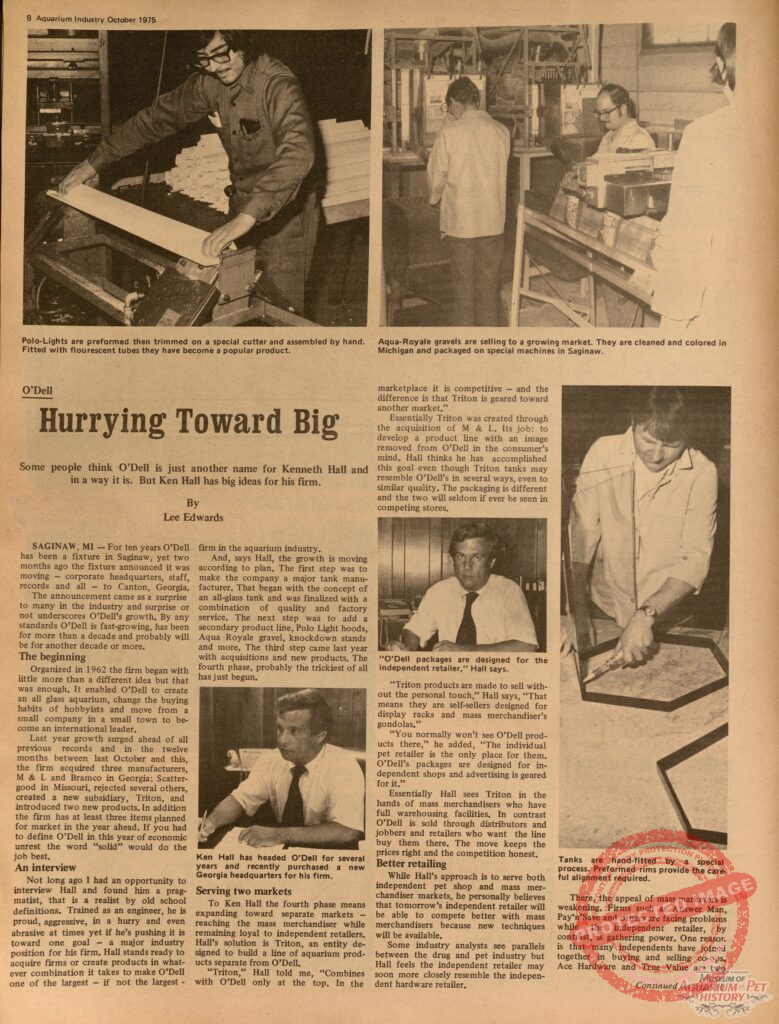 8 Aquarium Industry October 1975
Polo-Lights are preformed then trimmed on a special cutter and assembled by hand.
Fitted with flourescent tubes they have become a popular product.
Aqua-Royale gravels are selling to a growing market. They are cleaned and colored in
Michigan and packaged on special machines in Saginaw.
O'Dell
Hurrying Toward Big
Some people think O'Dell is just another name for Kenneth Hall and
in a way it is. But Ken Hall has big ideas for his firm.
By
Lee Edwards
SAGINAW, MI — For ten years O'Dell
has been a fixture in Saginaw, yet two
months ago the fixture announced it was
moving – corporate headquarters, staff,
records and all – to Canton, Georgia.
The announcement came as a surprise
to many in the industry and surprise or
not underscores O'Dell's growth. By any
standards O'Dell is fast-growing, has been
for more than a decade and probably will
be for another decade or more.
The beginning
Organized in 1962 the firm began with
little more than a different idea but that
was enough. It enabled O'Dell to create
an all glass aquarium, change the buying
habits of hobbyists and move from a
small company in a small town to be-
come an international leader.
Last year growth surged ahead of all
previous records and in the twelve
months between last October and this,
the firm acquired three manufacturers,
M & L and Bramco in Georgia; Scatter-
good in Missouri, rejected several others,
created a new subsidiary, Triton, and
introduced two new products. In addition
the firm has at least three items planned
for market in the year ahead. If you had
to define O'Dell in this year of economic
unrest the word "solid" would do the
job best.
An interview
Not long ago I had an opportunity to
interview Hall and found him a prag-
matist, that is a realist by old school
definitions. Trained as an engineer, he is
proud, aggressive, in a hurry and even
abrasive at times yet if he's pushing it is
toward one goal – a major industry
position for his firm. Hall stands ready to
acquire firms or create products in what-
ever combination it takes to make O'Dell
one of the largest – if not the largest -
firm in the aquarium industry.
And, says Hall, the growth is moving
according to plan. The first step was to
make the company a major tank manu-
facturer. That began with the concept of
an all-glass tank and was finalized with a
combination of quality and factory
service. The next step was to add a
secondary product line, Polo Light hoods,
Aqua Royale gravel, knockdown stands
and more. The third step came last year
with acquisitions and new products. The
fourth phase, probably the trickiest of all
has just begun.
Ken Hall has headed O'Dell for several
years and recently purchased a new
Georgia headquarters for his firm.
Serving two markets
To Ken Hall the fourth phase means
expanding toward separate markets –
reaching the mass merchandiser while
remaining loyal to independent retailers.
Hall's solution is Triton, an entity de-
signed to build a line of aquarium prod-
ucts separate from O'Dell.
"Triton," Hall told me, "Combines
with O'Dell only at the top. In the
marketplace it is competitive – and the
difference is that Triton is geared toward
another market."
Essentially Triton was created through
the acquisition of M & L. Its job: to
develop a product line with an image
removed from O'Dell in the consumer's
mind. Hall thinks he has accomplished
this goal even though Triton tanks may
resemble O'Dell's in several ways, even to
similar quality. The packaging is different
and the two will seldom if ever be seen in
competing stores.
"O'Dell packages are designed for the
independent retailer," Hall says.
"Triton products are made to sell with-
out the personal touch," Hall says, "That
means they are self-sellers designed for
display racks and mass merchandiser's
gondolas."
"You normally won't see O'Dell prod-
ucts there," he added, "The individual
pet retailer is the only place for them.
O'Dell's packages are designed for in-
dependent shops and advertising is geared
for it."
Essentially Hall sees Triton in the
hands of mass merchandisers who have
full warehousing facilities. In contrast
O'Dell is sold through distributors and
jobbers and retailers who want the line
buy them there. The move keeps the
prices right and the competition honest.
Better retailing
While Hall's approach is to serve both
independent pet shop and mass mer-
chandiser markets, he personally believes
that tomorrow's independent retailer will
be able to compete better with mass
merchandisers because new techniques
will be available.
Some industry analysts see parallels
between the drug and pet industry but
Hall feels the independent retailer may
soon more closely resemble the indepen-
dent hardware retailer.
Tanks are hand-fitted by a special
process. Preformed rims provide the care-
ful alignment required.
There, the appeal of mass marketers is
weakening. Firms such as Power Man,
Pay'n'Save and others are facing problems
while the independent retailer, by
contrast is gathering power. One reason
is that many independents have joined
together in buying and selling co-ops.
Ace Hardware and True Value are two
Continued
MUSEUM OF
AQUARIUM & PET
HISTORY